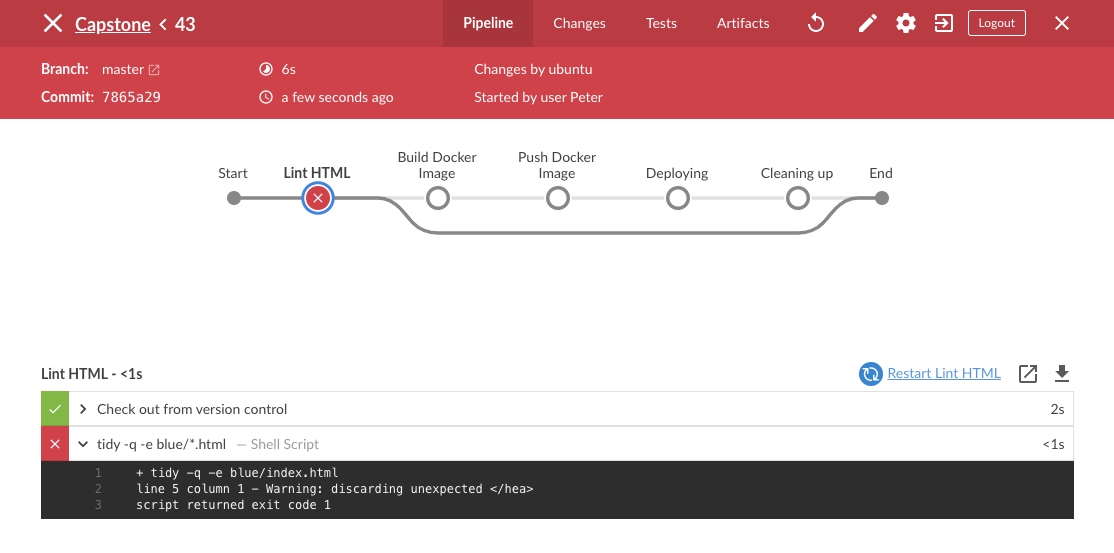 Capstone < 43
Pipeline Changes Tests Artifacts Logout
Branch: master 6s Changes by ubuntu
Commit: 7865a29 a few seconds ago Started by user Peter
Start
Lint HTML
Build Docker
Image
Push Docker
Image
Deploying
Cleaning up
End
Lint HTML - <1s Restart Lint HTML
Check out from version control 2s
tidy -q -e blue/*.html — Shell Script <1s
1 + tidy -q -e blue/index.html
2 line 5 column 1 - Warning: discarding unexpected </hea>
3 script returned exit code 1